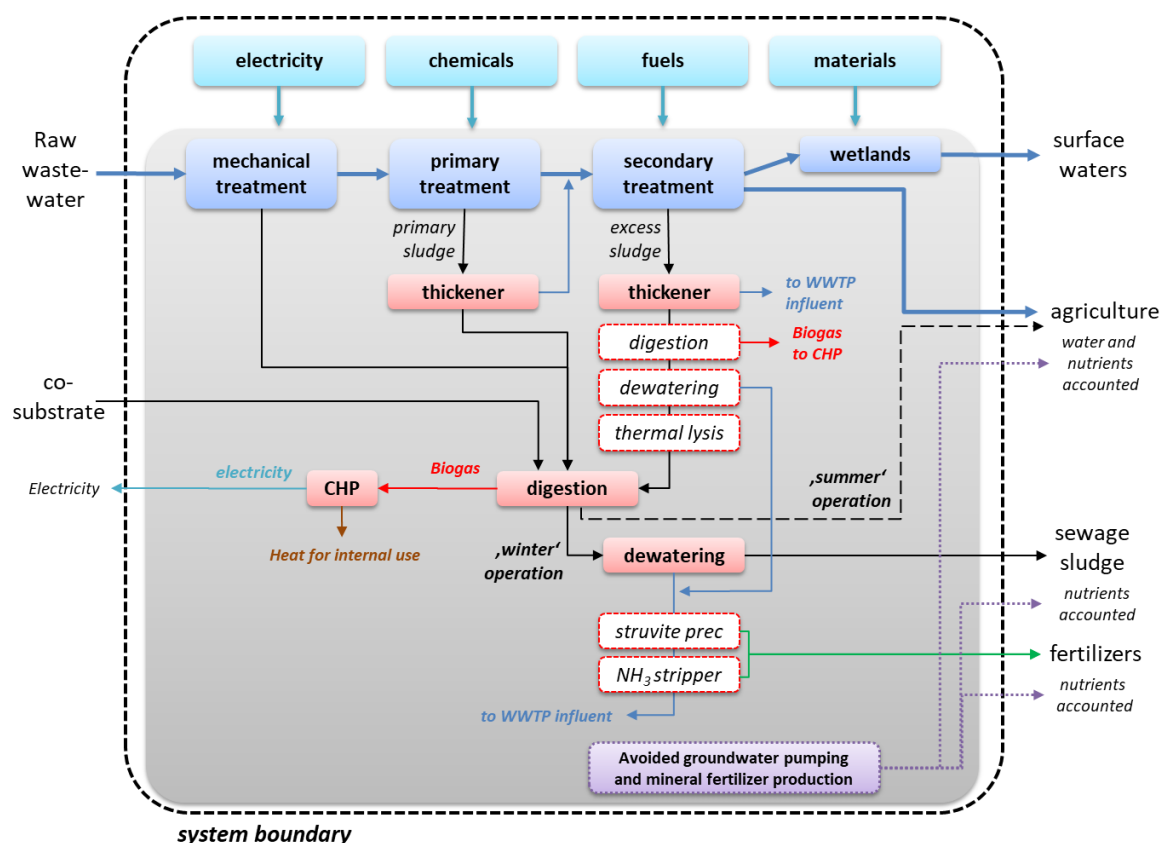 electricity
chemicals
fuels
materials
Raw
waste-
water
mechanical
treatment
primary
treatment
secondary
treatment
wetlands
surface
waters
primary
sludge
excess
sludge
thickener
thickener
to WWTP
influent
agriculture
water and
nutrients
accounted
digestion
Biogas
to CHP
co-
substrate
dewatering
thermal lysis
Electricity
electricity
CHP
Biogas
digestion
‚summer‘
operation
Heat for internal use
‚winter‘
operation
dewatering
sewage
sludge
nutrients
accounted
struvite prec
NH₃ stripper
fertilizers
nutrients
accounted
to WWTP influent
Avoided groundwater pumping
and mineral fertilizer production
system boundary